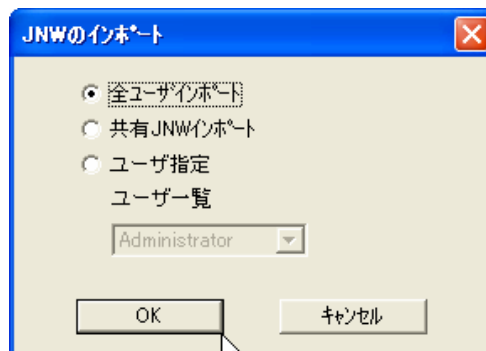 JNWのインポート
全ユーザインポート
共有JNWインポート
ユーザ指定
ユーザ一覧
Administrator
OK
キャンセル